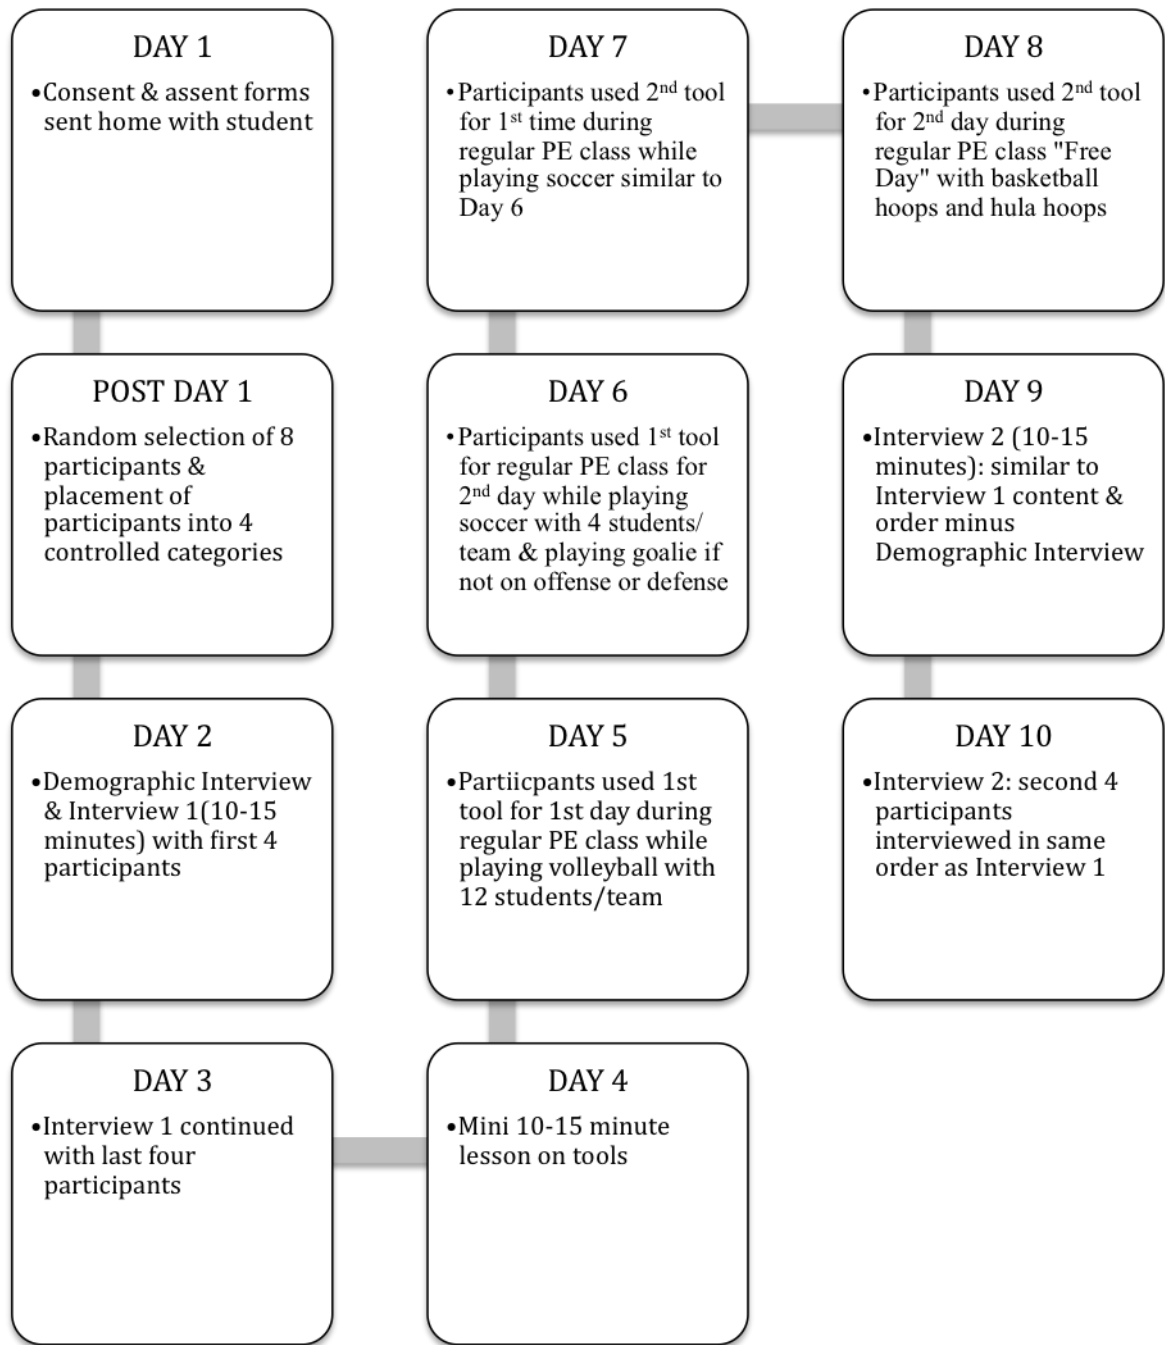 DAY 1
•Consent & assent forms
sent home with student
POST DAY 1
•Random selection of 8
participants &
placement of
participants into 4
controlled categories
DAY 2
•Demographic Interview
& Interview 1(10-15
minutes) with first 4
participants
DAY 3
•Interview 1 continued
with last four
participants
DAY 4
•Mini 10-15 minute
lesson on tools
DAY 5
•Partiicpants used 1st
tool for 1st day during
regular PE class while
playing volleyball with
12 students/team
DAY 6
•Participants used 1st tool
for regular PE class for
2nd day while playing
soccer with 4 students/
team & playing goalie if
not on offense or defense
DAY 7
•Participants used 2nd tool
for 1st time during
regular PE class while
playing soccer similar to
Day 6
DAY 8
•Participants used 2nd tool
for 2nd day during
regular PE class "Free
Day" with basketball
hoops and hula hoops
DAY 9
•Interview 2 (10-15
minutes): similar to
Interview 1 content &
order minus
Demographic Interview
DAY 10
•Interview 2: second 4
participants
interviewed in same
order as Interview 1